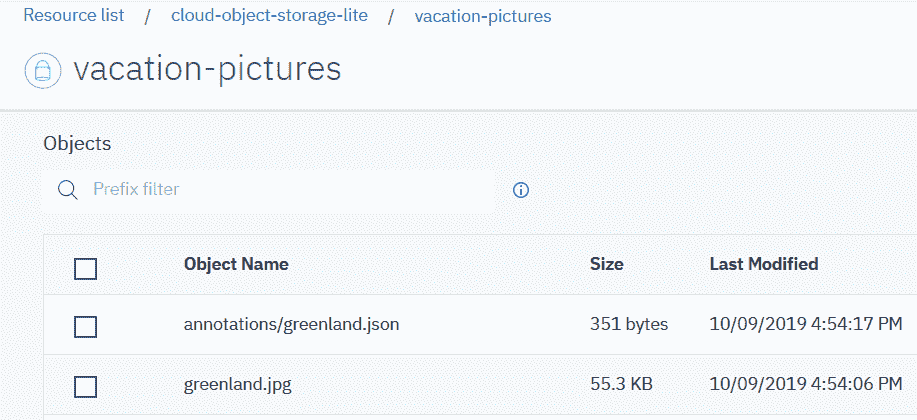 Resource list / cloud-object-storage-lite / vacation-pictures
vacation-pictures
Objects
Prefix filter
Object Name Size Last Modified
annotations/greenland.json 351 bytes 10/09/2019 4:54:17 PM
greenland.jpg 55.3 KB 10/09/2019 4:54:06 PM